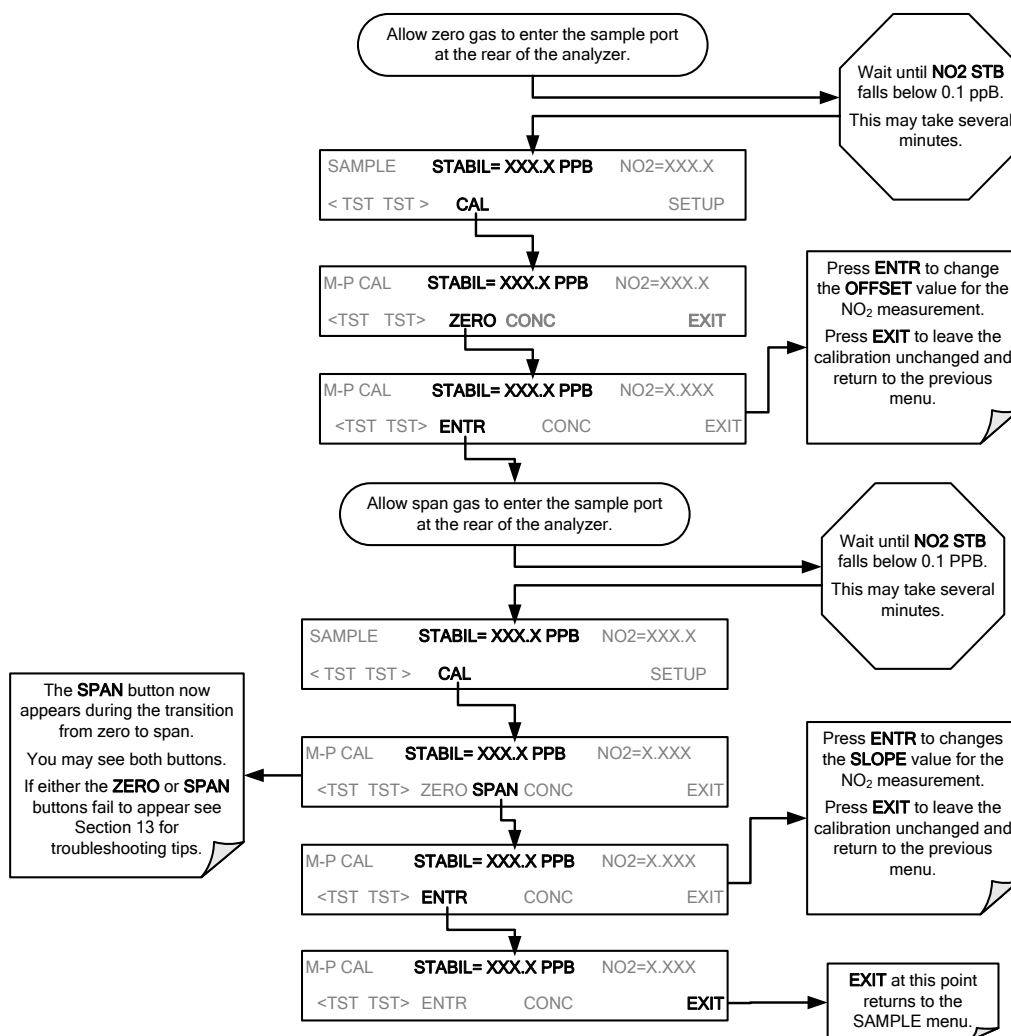 Allow zero gas to enter the sample port
at the rear of the analyzer.
Wait until NO2 STB
falls below 0.1 ppB.
This may take several
minutes.
SAMPLE STABIL= XXX.X PPB NO2=XXX.X
< TST TST > CAL SETUP
M-P CAL STABIL= XXX.X PPB NO2=XXX.X
<TST TST> ZERO CONC EXIT
Press ENTR to change
the OFFSET value for the
NO2 measurement.
Press EXIT to leave the
calibration unchanged and
return to the previous
menu.
M-P CAL STABIL= XXX.X PPB NO2=X.XXX
<TST TST> ENTR CONC EXIT
Allow span gas to enter the sample port
at the rear of the analyzer.
Wait until NO2 STB
falls below 0.1 PPB.
This may take several
minutes.
SAMPLE STABIL= XXX.X PPB NO2=XXX.X
< TST TST > CAL SETUP
The SPAN button now
appears during the transition
from zero to span.
You may see both buttons.
If either the ZERO or SPAN
buttons fail to appear see
Section 13 for
troubleshooting tips.
M-P CAL STABIL= XXX.X PPB NO2=X.XXX
<TST TST> ZERO SPAN CONC EXIT
Press ENTR to changes
the SLOPE value for the
NO2 measurement.
Press EXIT to leave the
calibration unchanged and
return to the previous
menu.
M-P CAL STABIL= XXX.X PPB NO2=X.XXX
<TST TST> ENTR CONC EXIT
M-P CAL STABIL= XXX.X PPB NO2=X.XXX
<TST TST> ENTR CONC EXIT
EXIT at this point
returns to the
SAMPLE menu.